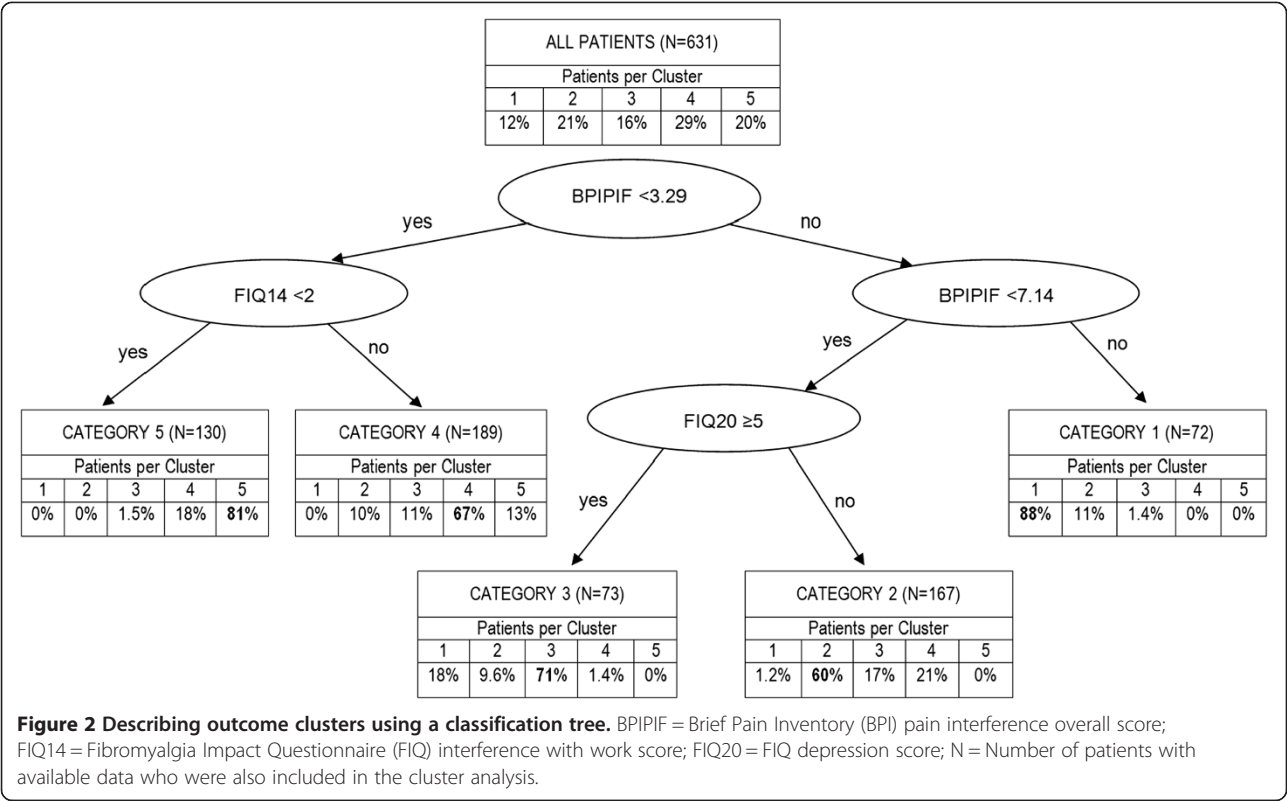 ALL PATIENTS (N=631)
Patients per Cluster
1 2 3 4 5
12% 21% 16% 29% 20%
BPIPIF <3.29
yes
no
FIQ14 <2
BPIPIF <7.14
yes
no
yes
no
FIQ20 ≥5
CATEGORY 5 (N=130)
Patients per Cluster
1 2 3 4 5
0% 0% 1.5% 18% 81%
CATEGORY 4 (N=189)
Patients per Cluster
1 2 3 4 5
0% 10% 11% 67% 13%
CATEGORY 1 (N=72)
Patients per Cluster
1 2 3 4 5
88% 11% 1.4% 0% 0%
yes
no
CATEGORY 3 (N=73)
Patients per Cluster
1 2 3 4 5
18% 9.6% 71% 1.4% 0%
CATEGORY 2 (N=167)
Patients per Cluster
1 2 3 4 5
1.2% 60% 17% 21% 0%
Figure 2 Describing outcome clusters using a classification tree. BPIPIF = Brief Pain Inventory (BPI) pain interference overall score;
FIQ14 = Fibromyalgia Impact Questionnaire (FIQ) interference with work score; FIQ20 = FIQ depression score; N = Number of patients with
available data who were also included in the cluster analysis.